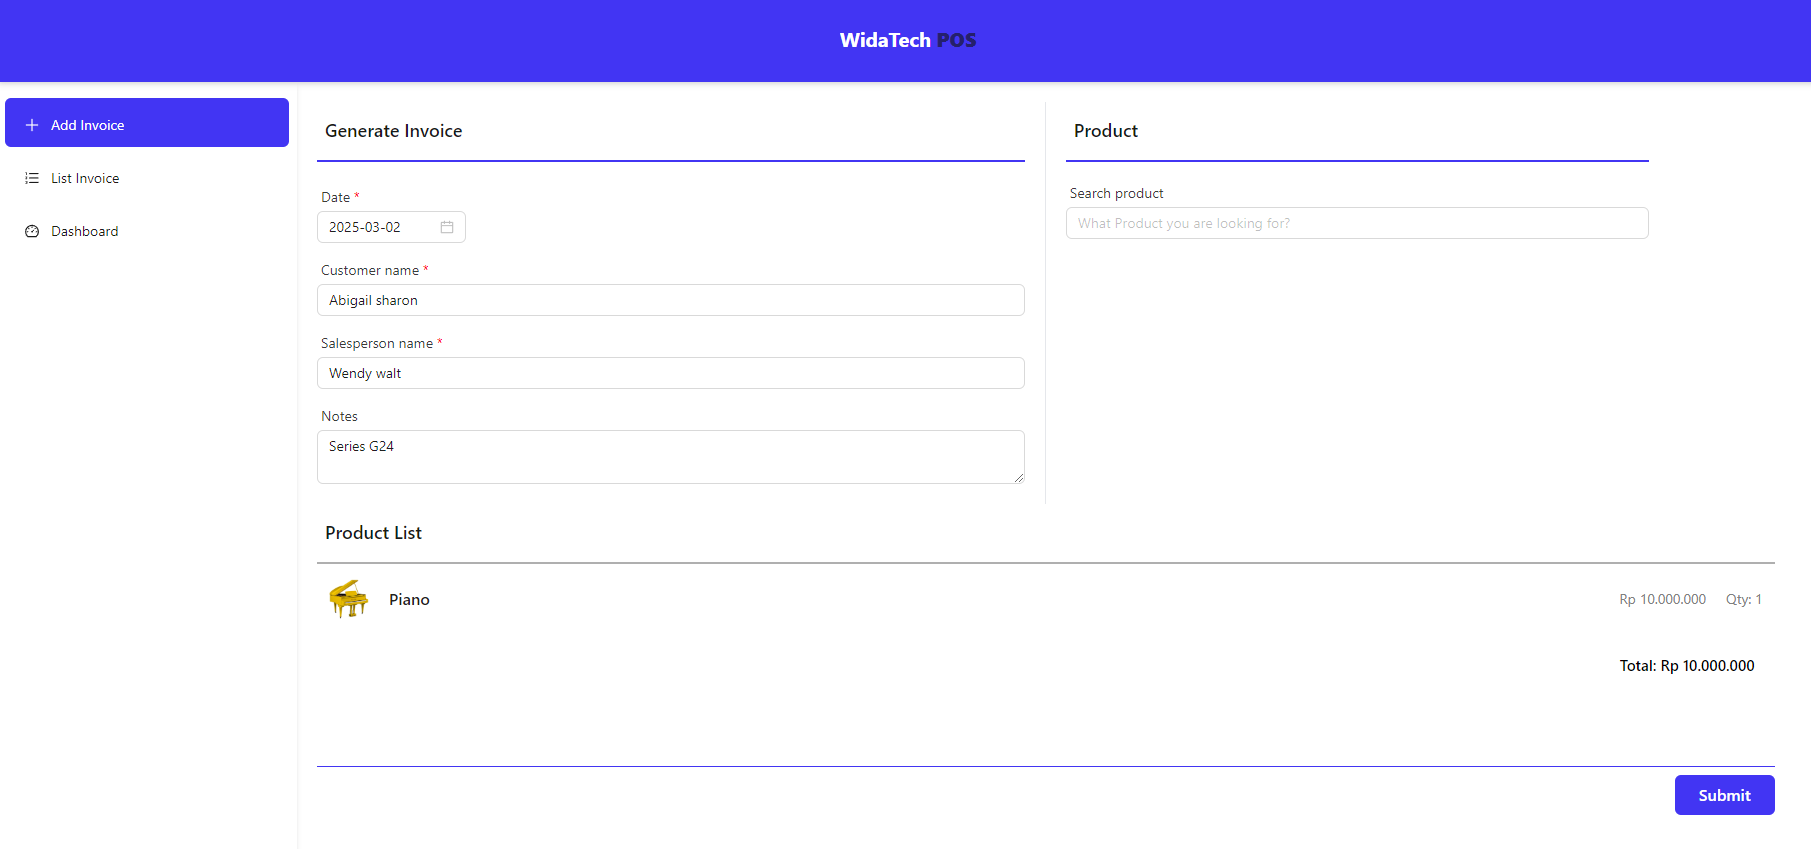 WidaTech POS
Add Invoice
List Invoice
Dashboard
Generate Invoice
Date *
2025-03-02
Customer name *
Abigail sharon
Salesperson name *
Wendy walt
Notes
Series G24
Product
Search product
What Product you are looking for?
Product List
Piano Rp 10.000.000 Qty: 1
Total: Rp 10.000.000
Submit